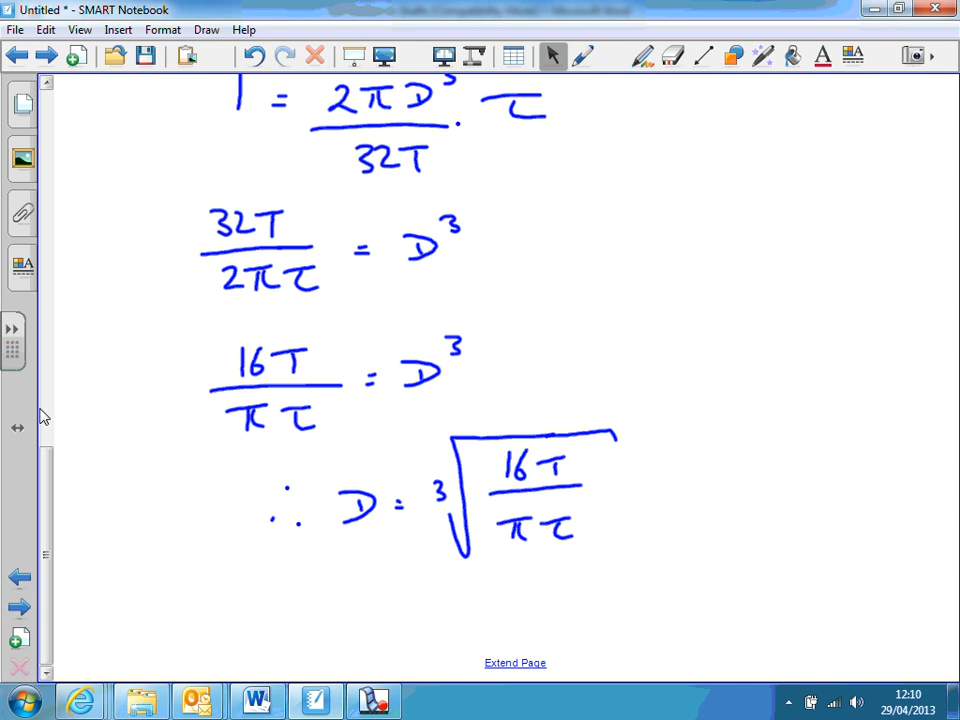 Untitled * - SMART Notebook
File Edit View Insert Format Draw Help
1 = 2πD³/32T · τ
32T/2πτ = D³
16T/πτ = D³
∴ D = ³√(16T/πτ)
Extend Page
12:10
29/04/2013